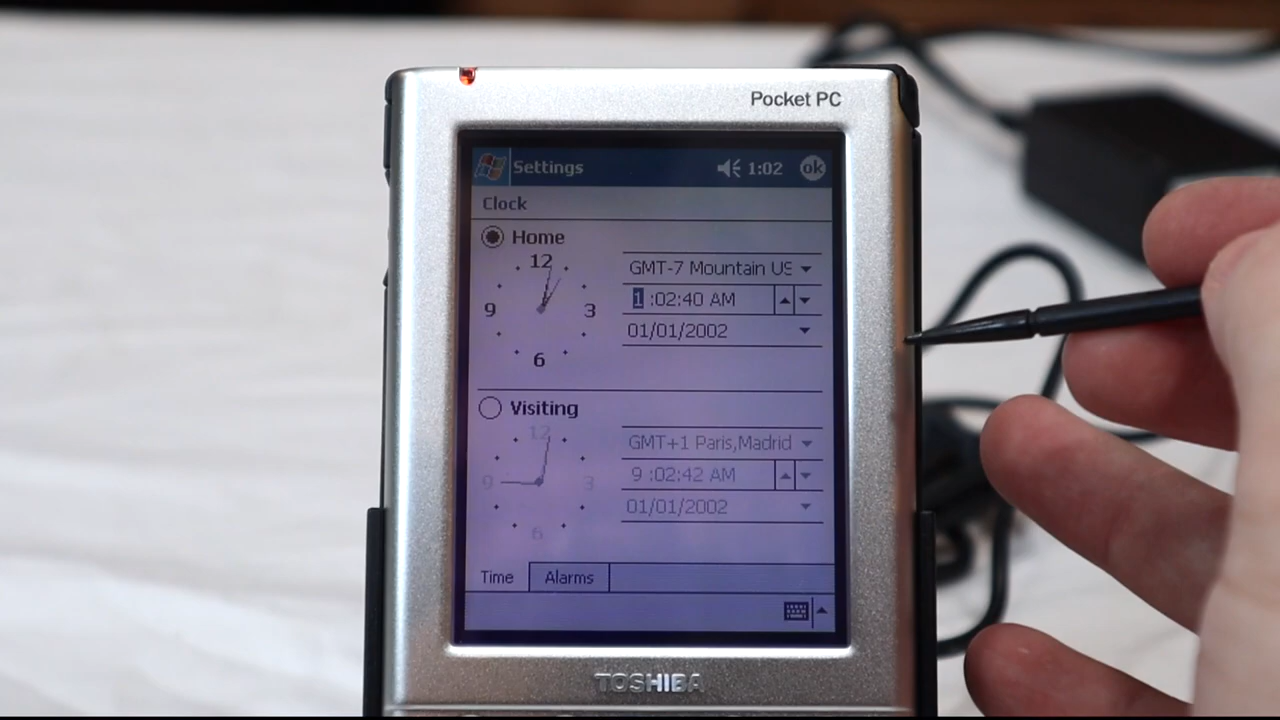 Pocket PC
Settings 1:02 ok
Clock
Home
12
3
6
9
GMT-7 Mountain US
1 :02:40 AM
01/01/2002
Visiting
12
3
6
9
GMT+1 Paris,Madrid
9 :02:42 AM
01/01/2002
Time Alarms
TOSHIBA